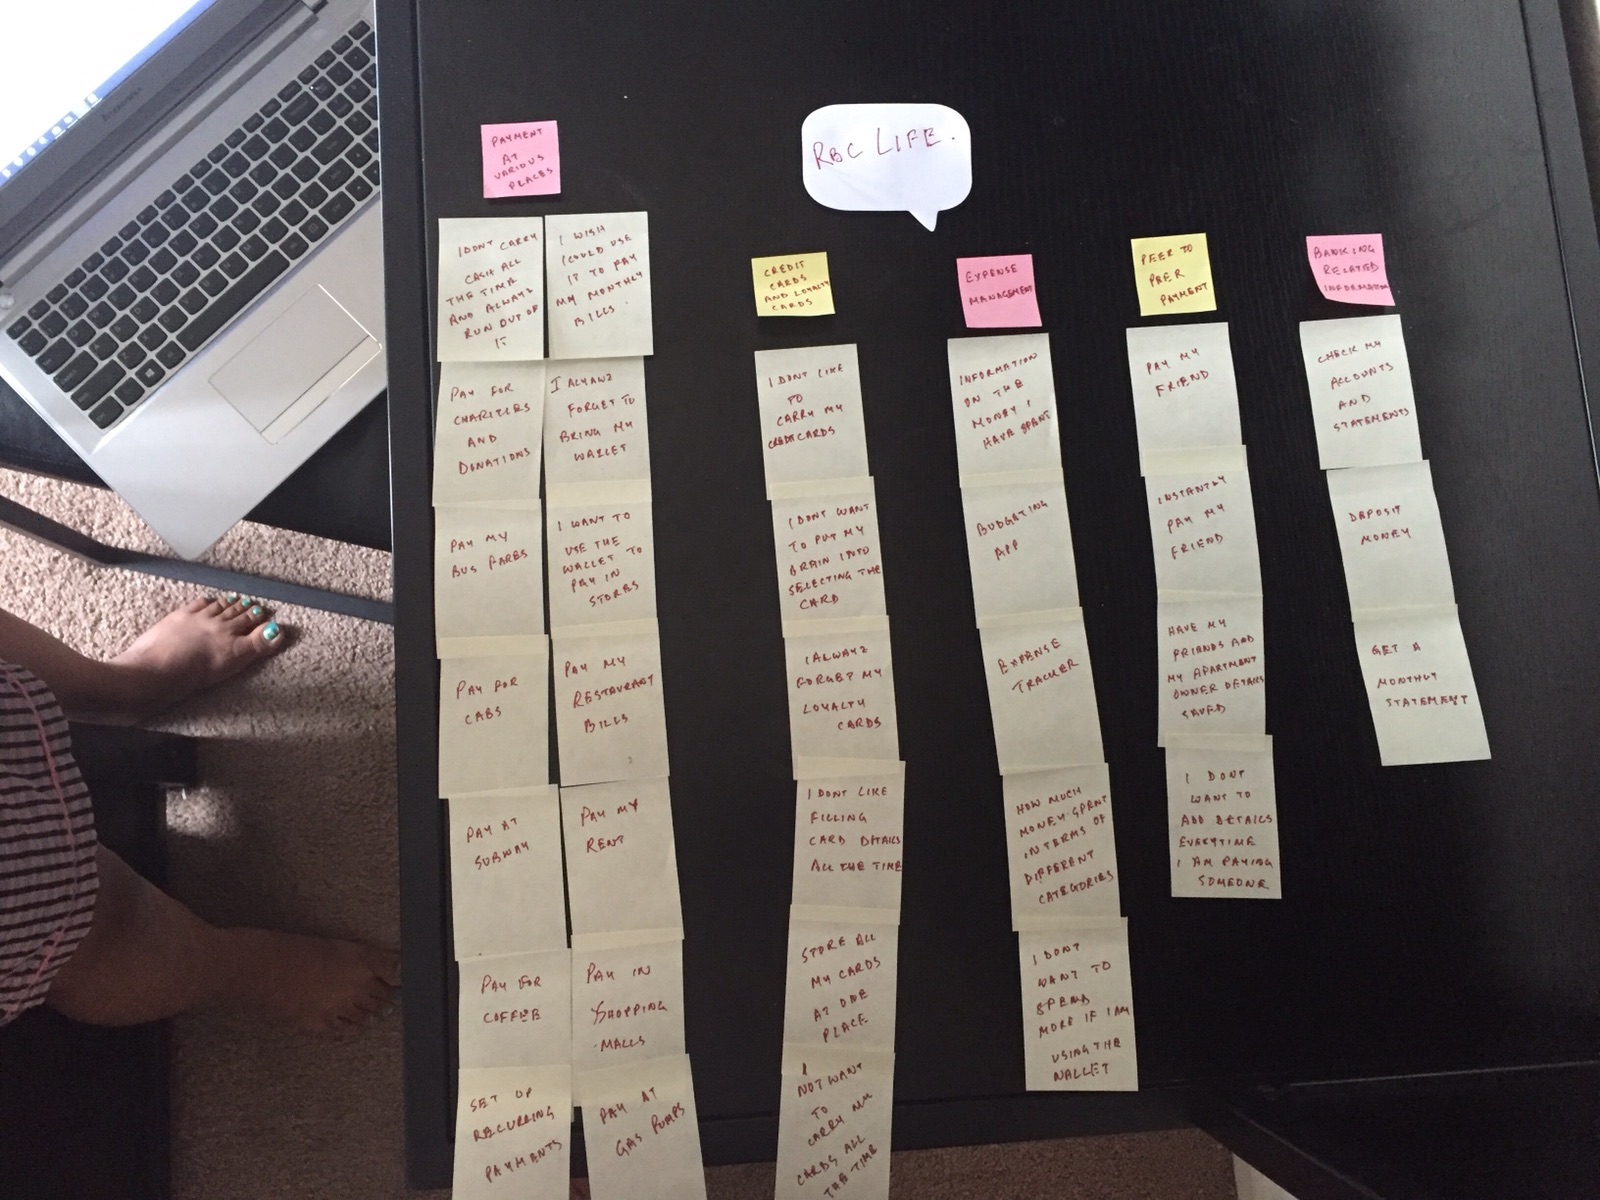 RBC LIFE.
PAYMENT
AT
VARIOUS
PLACES
I DONT CARRY
CASH ALL
THE TIME
AND ALWAYS
RUN OUT OF
IT
PAY FOR
CHARITIES
AND
DONATIONS
PAY MY
BUS FARES
PAY FOR
CABS
PAY AT
SUBWAY
PAY FOR
COFFEE
SET UP
RECURRING
PAYMENTS
I WISH
I COULD USE
IT TO PAY
MY MONTHLY
BILLS.
I ALWAYZ
FORGET TO
BRING MY
WALLET
I WANT TO
USE THE
WALLET TO
PAY IN
STORES
PAY MY
RESTAURANT
BILLS
PAY MY
RENT
PAY IN
SHOPPING
MALLS
PAY AT
GAS PUMPS
CREDIT
CARDS
AND LOYALTY
CARDS
I DONT LIKE
TO
CARRY MY
CREDIT CARDS
I DONT WANT
TO PUT MY
BRAIN INTO
SELECTING THE
CARD
I ALWAYZ
FORGET MY
LOYALTY
CARDS
I DONT LIKE
FILLING
CARD DETAILS
ALL THE TIME
STORE ALL
MY CARDS
AT ONE
PLACE
I
NOT WANT
TO
CARRY MY
CARDS ALL
THE TIME
EXPENSE
MANAGEMENT
INFORMATION
ON THE
MONEY I
HAVE SPENT
BUDGETING
APP
EXPENSE
TRACKER
HOW MUCH
MONEY SPENT
IN TERMS OF
DIFFERENT
CATEGORIES
I DONT
WANT TO
SPEND
MORE IF I AM
USING THE
WALLET
PEER TO
PEER
PAYMENT
PAY MY
FRIEND
INSTANTLY
PAY MY
FRIEND
HAVE MY
FRIENDS AND
MY APARTMENT
OWNER DETAILS
SAVED
I DONT
WANT TO
ADD DETAILS
EVERYTIME
I AM PAYING
SOMEONE
BANKING
RELATED
INFORMATION
CHECK MY
ACCOUNTS
AND
STATEMENTS
DEPOSIT
MONEY
GET A
MONTHLY
STATEMENT